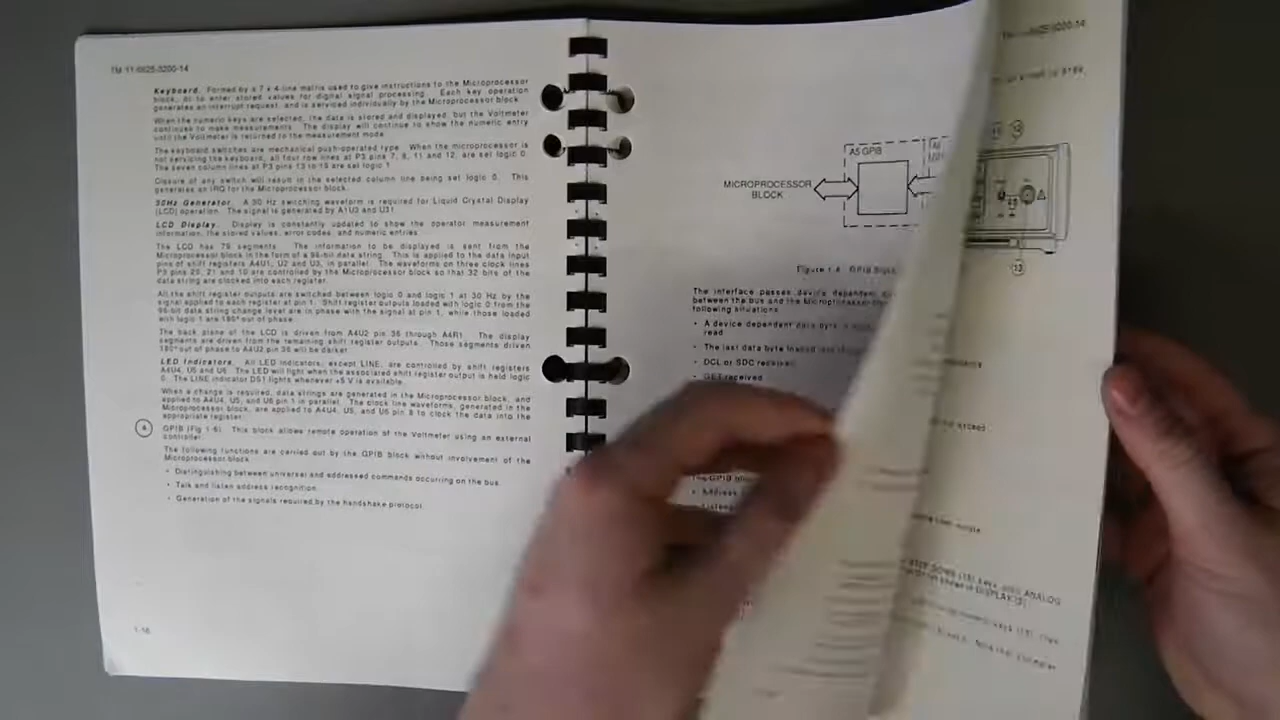 TM 11-6625-3200-14
Keyboard. Formed by a 7 x 4 line matrix used to give instructions to the Microprocessor
block, or to enter stored values for digital signal processing. Each key operation
generates an interrupt request, and is serviced individually by the Microprocessor block.
When the numeric keys are selected, the data is stored and displayed, but the Voltmeter
continues to make measurements. The display will continue to show the numeric entry
until the Voltmeter is returned to the measurement mode.
The keyboard switches are mechanical push-operated type. When the microprocessor is
not servicing the keyboard, all four row lines at P3 pins 7, 8, 11 and 12, are set logic 0.
The seven column lines at P3 pins 13 to 19 are set logic 1.
Closure of any switch will result in the selected column line being set logic 0. This
generates an IRQ for the Microprocessor block.
30Hz Generator. A 30 Hz switching waveform is required for Liquid Crystal Display
(LCD) operation. The signal is generated by A1U3 and U31.
LCD Display. Display is constantly updated to show the operator measurement
information, the stored values, error codes, and numeric entries.
The LCD has 79 segments. The information to be displayed is sent from the
Microprocessor block in the form of a 96-bit data string. This is applied to the data input
pins of shift registers A4U1, U2 and U3, in parallel. The waveforms on three clock lines
P3 pins 20, 21 and 10 are controlled by the Microprocessor block so that 32 bits of the
data string are clocked into each register.
All the shift register outputs are switched between logic 0 and logic 1 at 30 Hz by the
signal applied to each register at pin 1. Shift register outputs loaded with logic 0 from the
96-bit data string change level are in phase with the signal at pin 1, while those loaded
with logic 1 are 180° out of phase.
The back plane of the LCD is driven from A4U2 pin 36 through A4R1. The display
segments are driven from the remaining shift register outputs. Those segments driven
180° out of phase to A4U2 pin 36 will be darker.
LED Indicators. All LED indicators, except LINE, are controlled by shift registers
A4U4, U5 and U6. The LED will light when the associated shift register output is held logic
0. The LINE indicator DS1 lights whenever +5 V is available.
When a change is required, data strings are generated in the Microprocessor block, and
applied to A4U4, U5, and U6 pin 1 in parallel. The clock line waveforms, generated in the
Microprocessor block, are applied to A4U4, U5, and U6 pin 8 to clock the data into the
appropriate register.
4 GPIB (Fig 1-6). This block allows remote operation of the Voltmeter using an external
controller.
The following functions are carried out by the GPIB block without involvement of the
Microprocessor block:
• Distinguishing between universal and addressed commands occurring on the bus.
• Talk and listen address recognition.
• Generation of the signals required by the handshake protocol.
1-16
A5 GPIB
MICROPROCESSOR
BLOCK
Figure 1-6. GPIB Block
The interface passes device dependent
between the bus and the Microprocessor
following situations:
• A device dependent data byte
read
• The last data byte loaded
• DCL or SDC received
• GET received
The GPIB
• Address
• Listen
6625-3200-14
13
STEP DOWN (15) keys until ANALOG
DISPLAY (3)